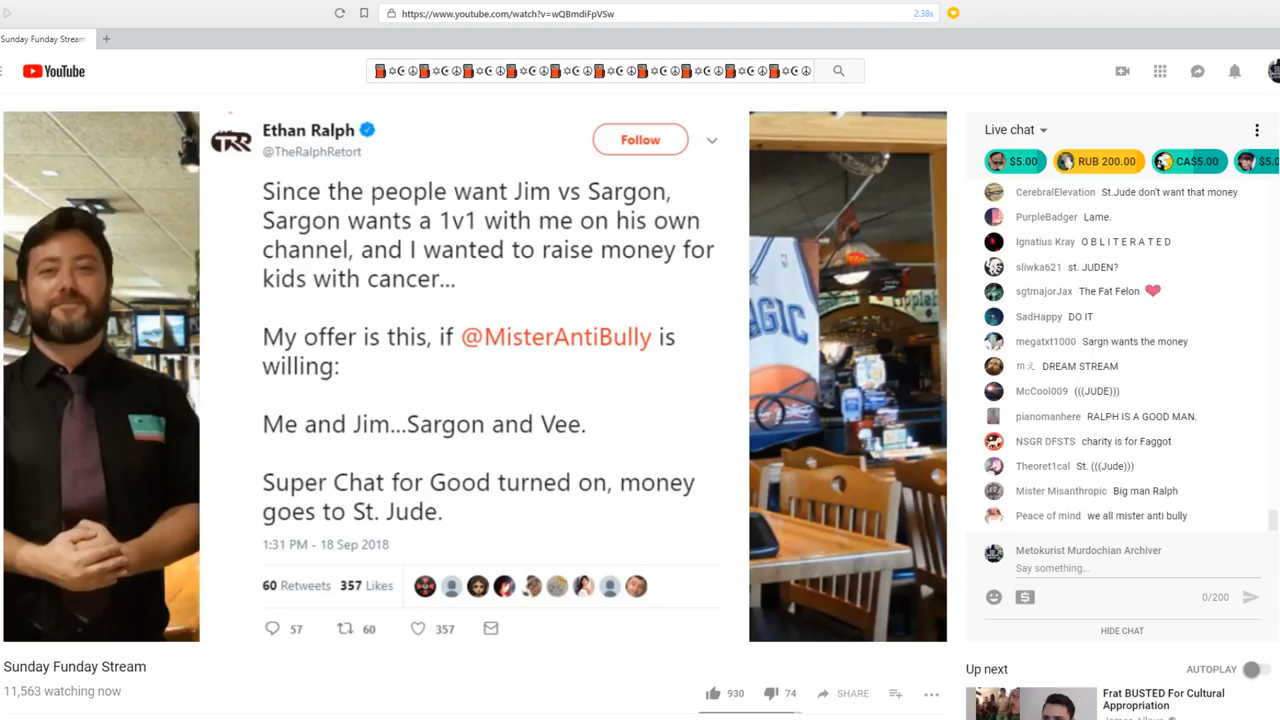 https://www.youtube.com/watch?v=wQBmdiFpVSw
2.38s
Sunday Funday Stream
YouTube
Ethan Ralph
@TheRalphRetort
Follow
Since the people want Jim vs Sargon,
Sargon wants a 1v1 with me on his own
channel, and I wanted to raise money for
kids with cancer...
My offer is this, if @MisterAntiBully is
willing:
Me and Jim...Sargon and Vee.
Super Chat for Good turned on, money
goes to St. Jude.
1:31 PM - 18 Sep 2018
60 Retweets 357 Likes
57 60 357
Live chat
$5.00 RUB 200.00 CA$5.00
CerebralElevation St.Jude don't want that money
PurpleBadger Lame.
Ignatius Kray O B L I T E R A T E D
sliwka621 st. JUDEN?
sgtmajorJax The Fat Felon
SadHappy DO IT
megatxt1000 Sargn wants the money
mえ DREAM STREAM
McCool009 (((JUDE)))
pianomanhere RALPH IS A GOOD MAN.
NSGR DFSTS charity is for Faggot
Theoret1cal St. (((Jude)))
Mister Misanthropic Big man Ralph
Peace of mind we all mister anti bully
Metokurist Murdochian Archiver
Say something...
0/200
HIDE CHAT
Sunday Funday Stream
11,563 watching now
930 74 SHARE
Up next AUTOPLAY
Frat BUSTED For Cultural
Appropriation